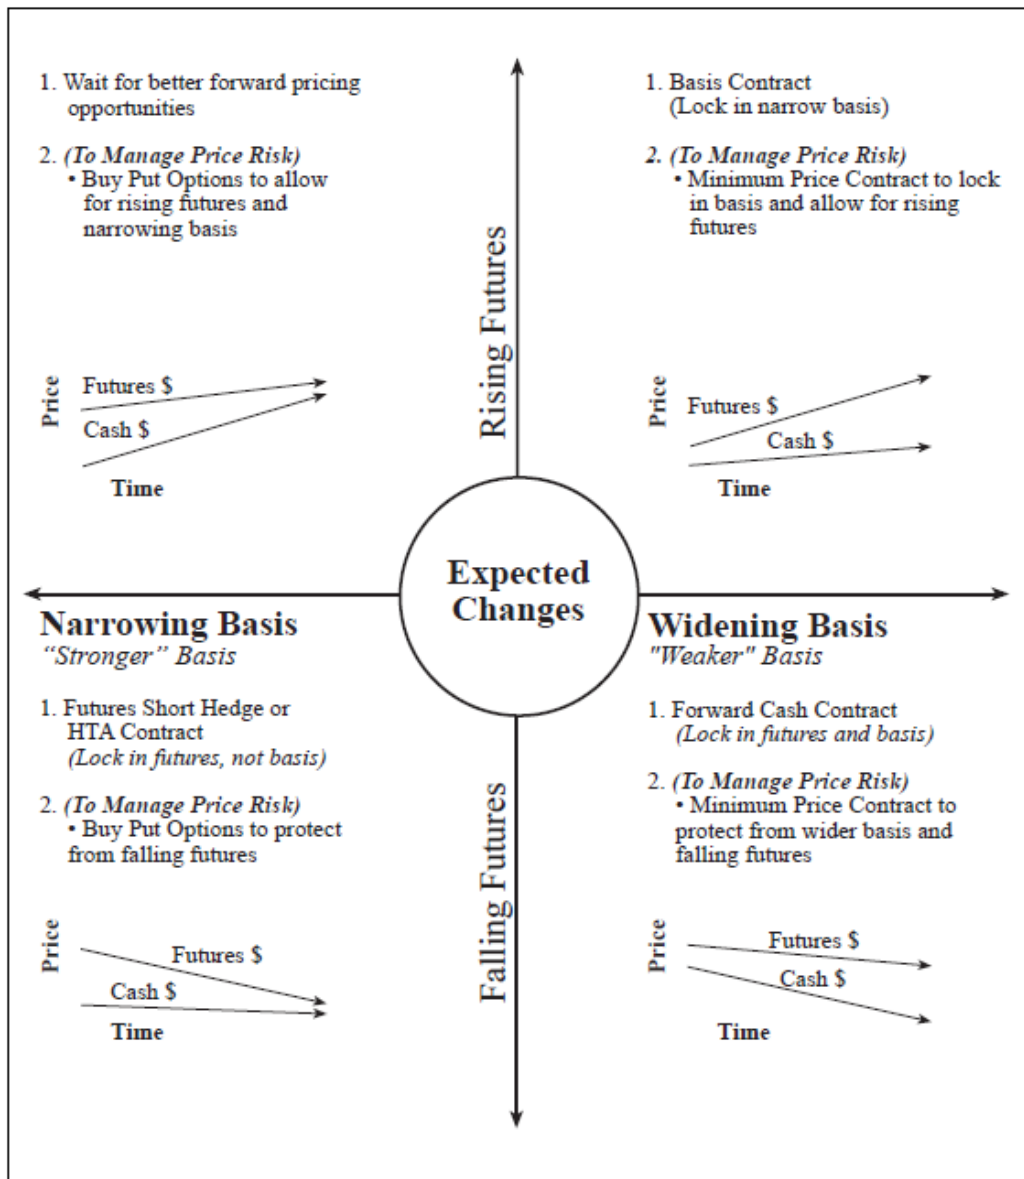 1. Wait for better forward pricing
opportunities
2. (To Manage Price Risk)
• Buy Put Options to allow
for rising futures and
narrowing basis
Price
Futures $
Cash $
Time
Rising Futures
1. Basis Contract
(Lock in narrow basis)
2. (To Manage Price Risk)
• Minimum Price Contract to lock
in basis and allow for rising
futures
Price
Futures $
Cash $
Time
Expected
Changes
Narrowing Basis
“Stronger” Basis
Widening Basis
"Weaker" Basis
1. Futures Short Hedge or
HTA Contract
(Lock in futures, not basis)
2. (To Manage Price Risk)
• Buy Put Options to protect
from falling futures
Price
Futures $
Cash $
Time
Falling Futures
1. Forward Cash Contract
(Lock in futures and basis)
2. (To Manage Price Risk)
• Minimum Price Contract to
protect from wider basis and
falling futures
Price
Futures $
Cash $
Time